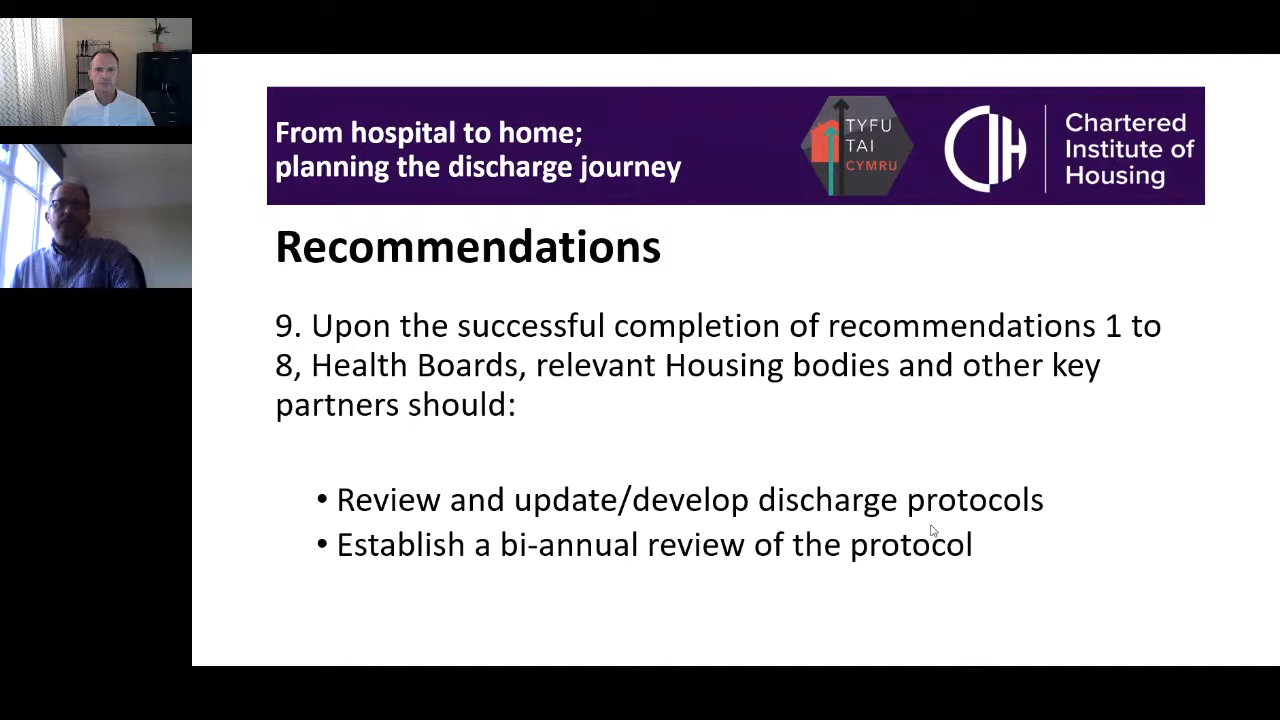 From hospital to home;
planning the discharge journey
TYFU
TAI
CYMRU
CIH
Chartered
Institute of
Housing
Recommendations
9. Upon the successful completion of recommendations 1 to
8, Health Boards, relevant Housing bodies and other key
partners should:
• Review and update/develop discharge protocols
• Establish a bi-annual review of the protocol